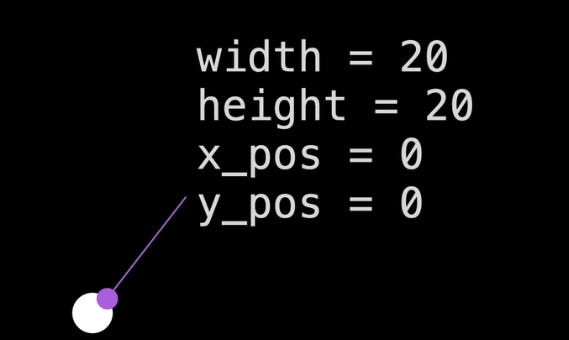 width = 20
height = 20
x_pos = 0
y_pos = 0